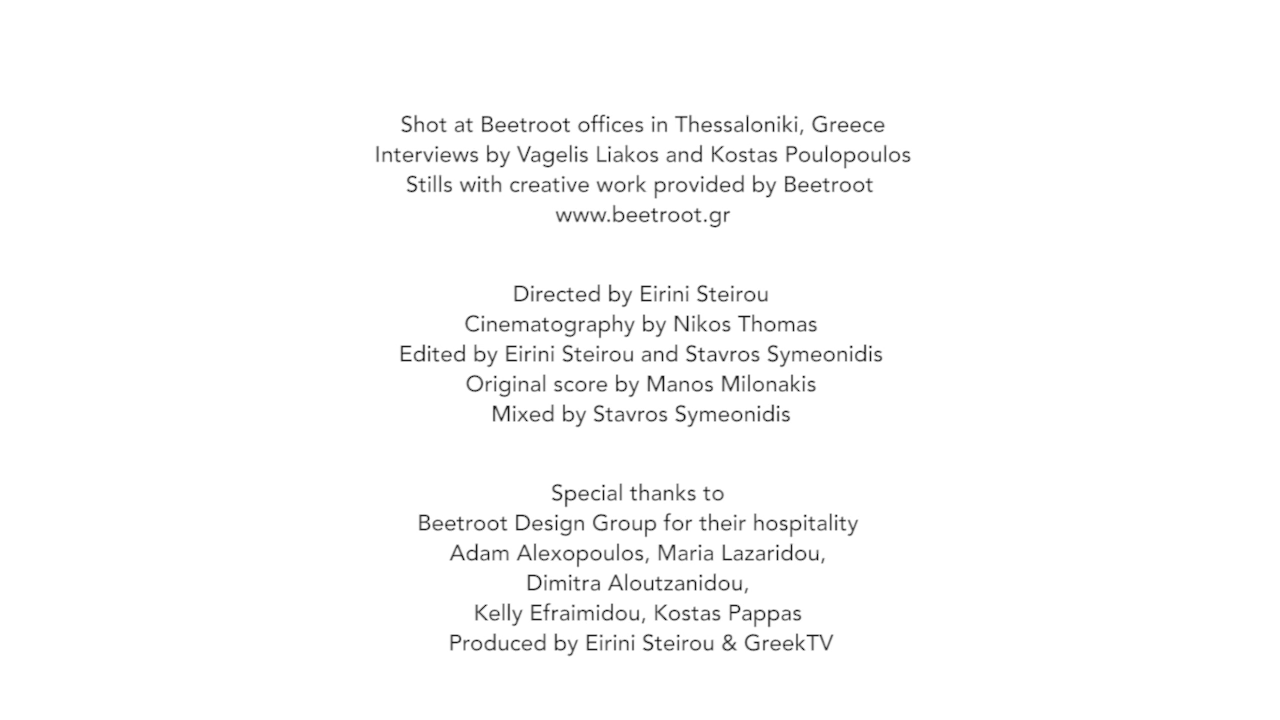 Shot at Beetroot offices in Thessaloniki, Greece
Interviews by Vagelis Liakos and Kostas Poulopoulos
Stills with creative work provided by Beetroot
www.beetroot.gr
Directed by Eirini Steirou
Cinematography by Nikos Thomas
Edited by Eirini Steirou and Stavros Symeonidis
Original score by Manos Milonakis
Mixed by Stavros Symeonidis
Special thanks to
Beetroot Design Group for their hospitality
Adam Alexopoulos, Maria Lazaridou,
Dimitra Aloutzanidou,
Kelly Efraimidou, Kostas Pappas
Produced by Eirini Steirou & GreekTV